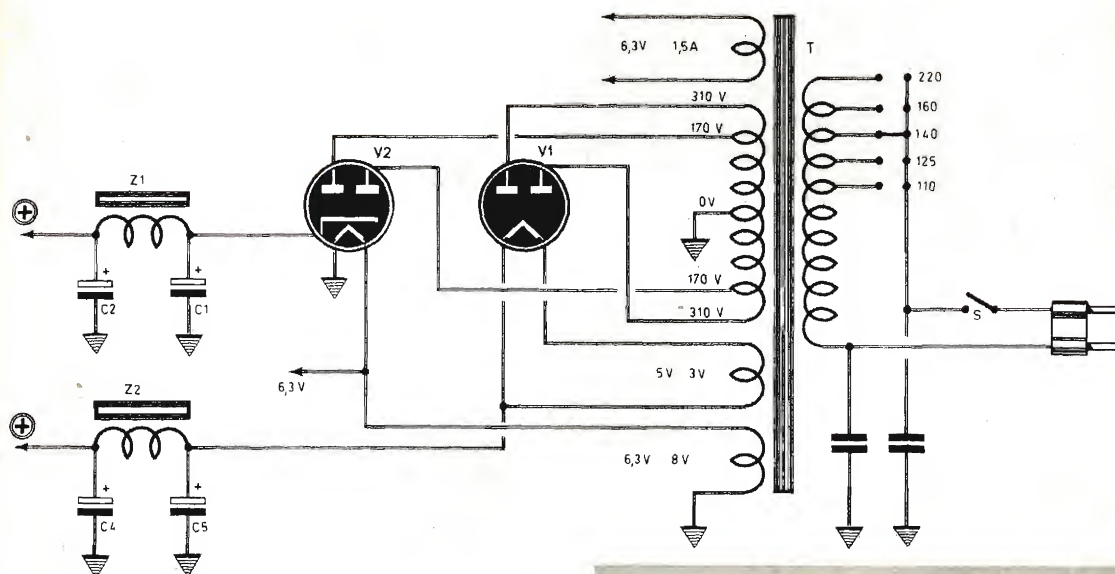 6,3V 1,5A
T
310 V
170 V
V2
V1
0V
170 V
310 V
220
160
140
125
110
S
Z1
+
C2
+
C1
6,3V
5V 3V
6,3V 8V
Z2
+
C4
+
C5